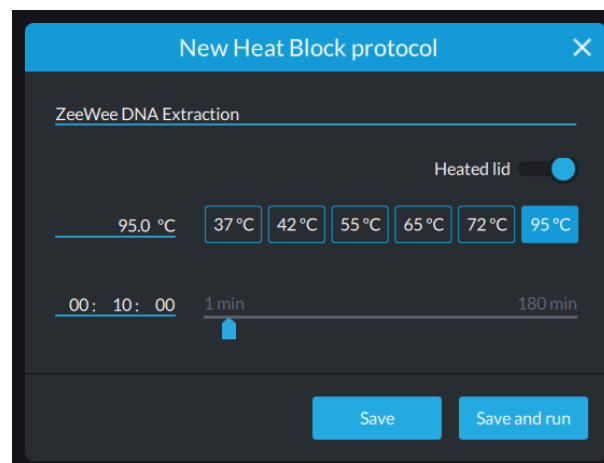 New Heat Block protocol
ZeeWee DNA Extraction
Heated lid
95.0 °C 37 °C 42 °C 55 °C 65 °C 72 °C 95 °C
00: 10: 00 1 min 180 min
Save Save and run